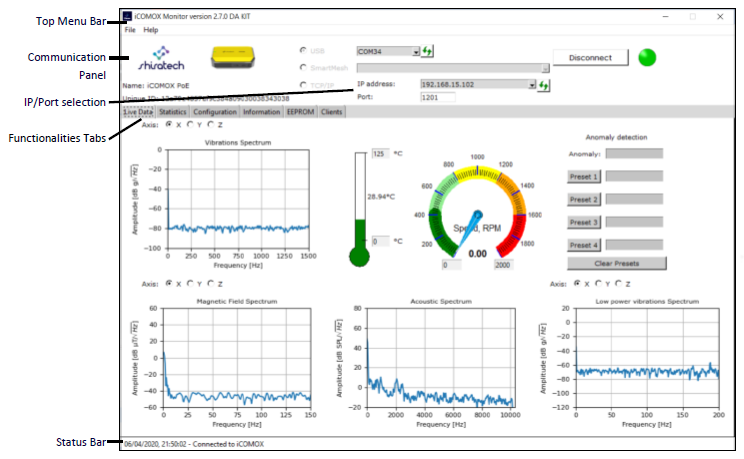 iCOMOX Monitor version 2.7.0 DA KIT
Top Menu Bar
File Help
Communication Panel
shiratech
USB
COM34
SmartMesh
TCP/IP
Disconnect
Name: iCOMOX PoE
IP address: 192.168.15.102
Port: 1201
IP/Port selection
Functionalities Tabs
Live Data Statistics Configuration Information EEPROM Clients
Axis: X Y Z
Vibrations Spectrum
Amplitude [dB g/√Hz]
0
−20
−40
−60
−80
−100
0 250 500 750 1000 1250 1500
Frequency [Hz]
125 °C
28.94°C
0 °C
0 200 400 600 800 1000 1200 1400 1600 1800 2000
Speed, RPM
0.00
Anomaly detection
Anomaly:
Preset 1
Preset 2
Preset 3
Preset 4
Clear Presets
Axis: X Y Z
Magnetic Field Spectrum
Amplitude [dB μT/√Hz]
60
40
20
0
−20
−40
−60
0 25 50 75 100 125 150
Frequency [Hz]
Acoustic Spectrum
Amplitude [dB SPL/√Hz]
80
60
40
20
0
−20
0 2000 4000 6000 8000 10000
Frequency [Hz]
Axis: X Y Z
Low power vibrations Spectrum
Amplitude [dB g/√Hz]
20
0
−20
−40
−60
−80
−100
−120
0 50 100 150 200
Frequency [Hz]
Status Bar
06/04/2020, 21:50:02 - Connected to iCOMOX